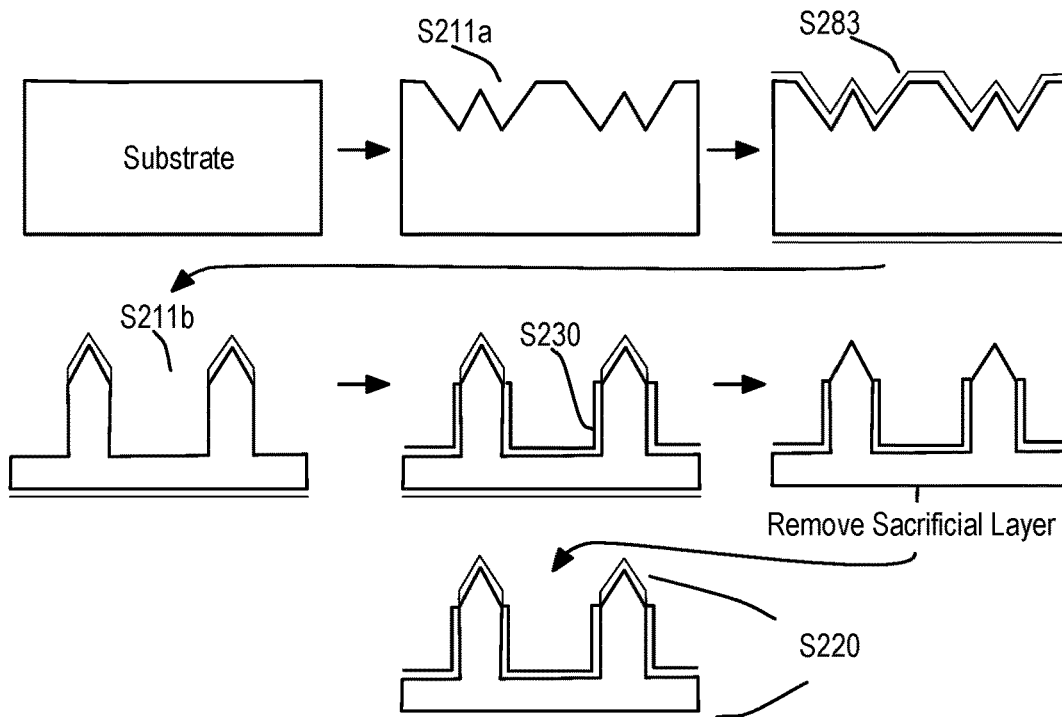 S211a
S283
Substrate
S211b
S230
Remove Sacrificial Layer
S220